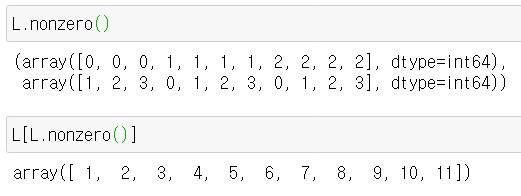 L.nonzero()
(array([0, 0, 0, 1, 1, 1, 1, 2, 2, 2, 2], dtype=int64),
 array([1, 2, 3, 0, 1, 2, 3, 0, 1, 2, 3], dtype=int64))
L[L.nonzero()]
array([ 1,  2,  3,  4,  5,  6,  7,  8,  9, 10, 11])